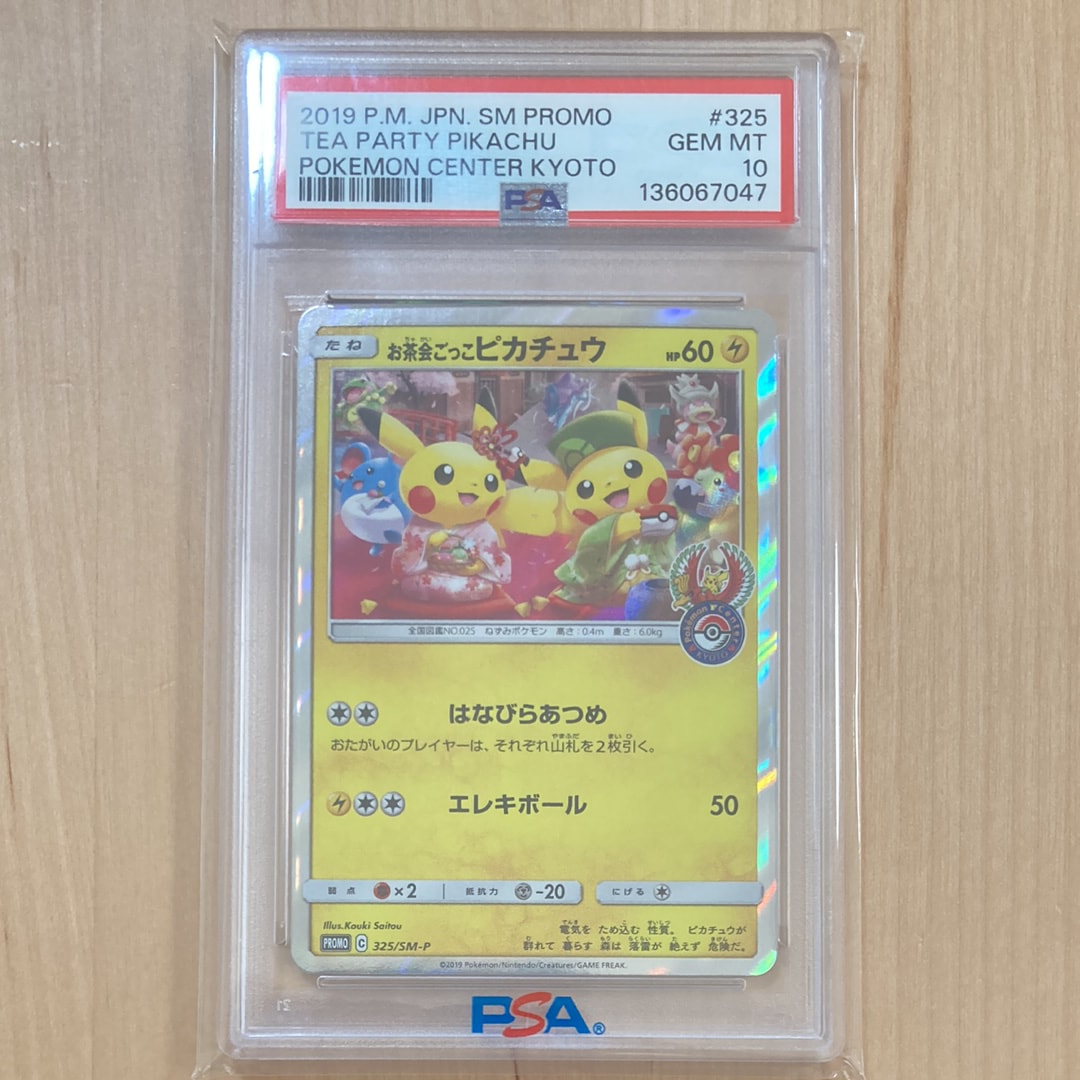 2019 P.M. JPN. SM PROMO #325
TEA PARTY PIKACHU GEM MT
POKEMON CENTER KYOTO 10
136067047
PSA
たね お茶会ごっこピカチュウ HP60
全国図鑑NO.025 ねずみポケモン 高さ:0.4m 重さ:6.0kg
Pokémon Center
KYOTO
はなびらあつめ
おたがいのプレイヤーは、それぞれ山札を2枚引く。
エレキボール 50
弱点 ×2 抵抗力 -20 にげる
Illus.Kouki Saitou
電気を ため込む 性質。 ピカチュウが
群れて 暮らす 森は 落雷が 絶えず 危険だ。
PROMO C 325/SM-P
©2019 Pokémon/Nintendo/Creatures/GAME FREAK.
21
PSA®